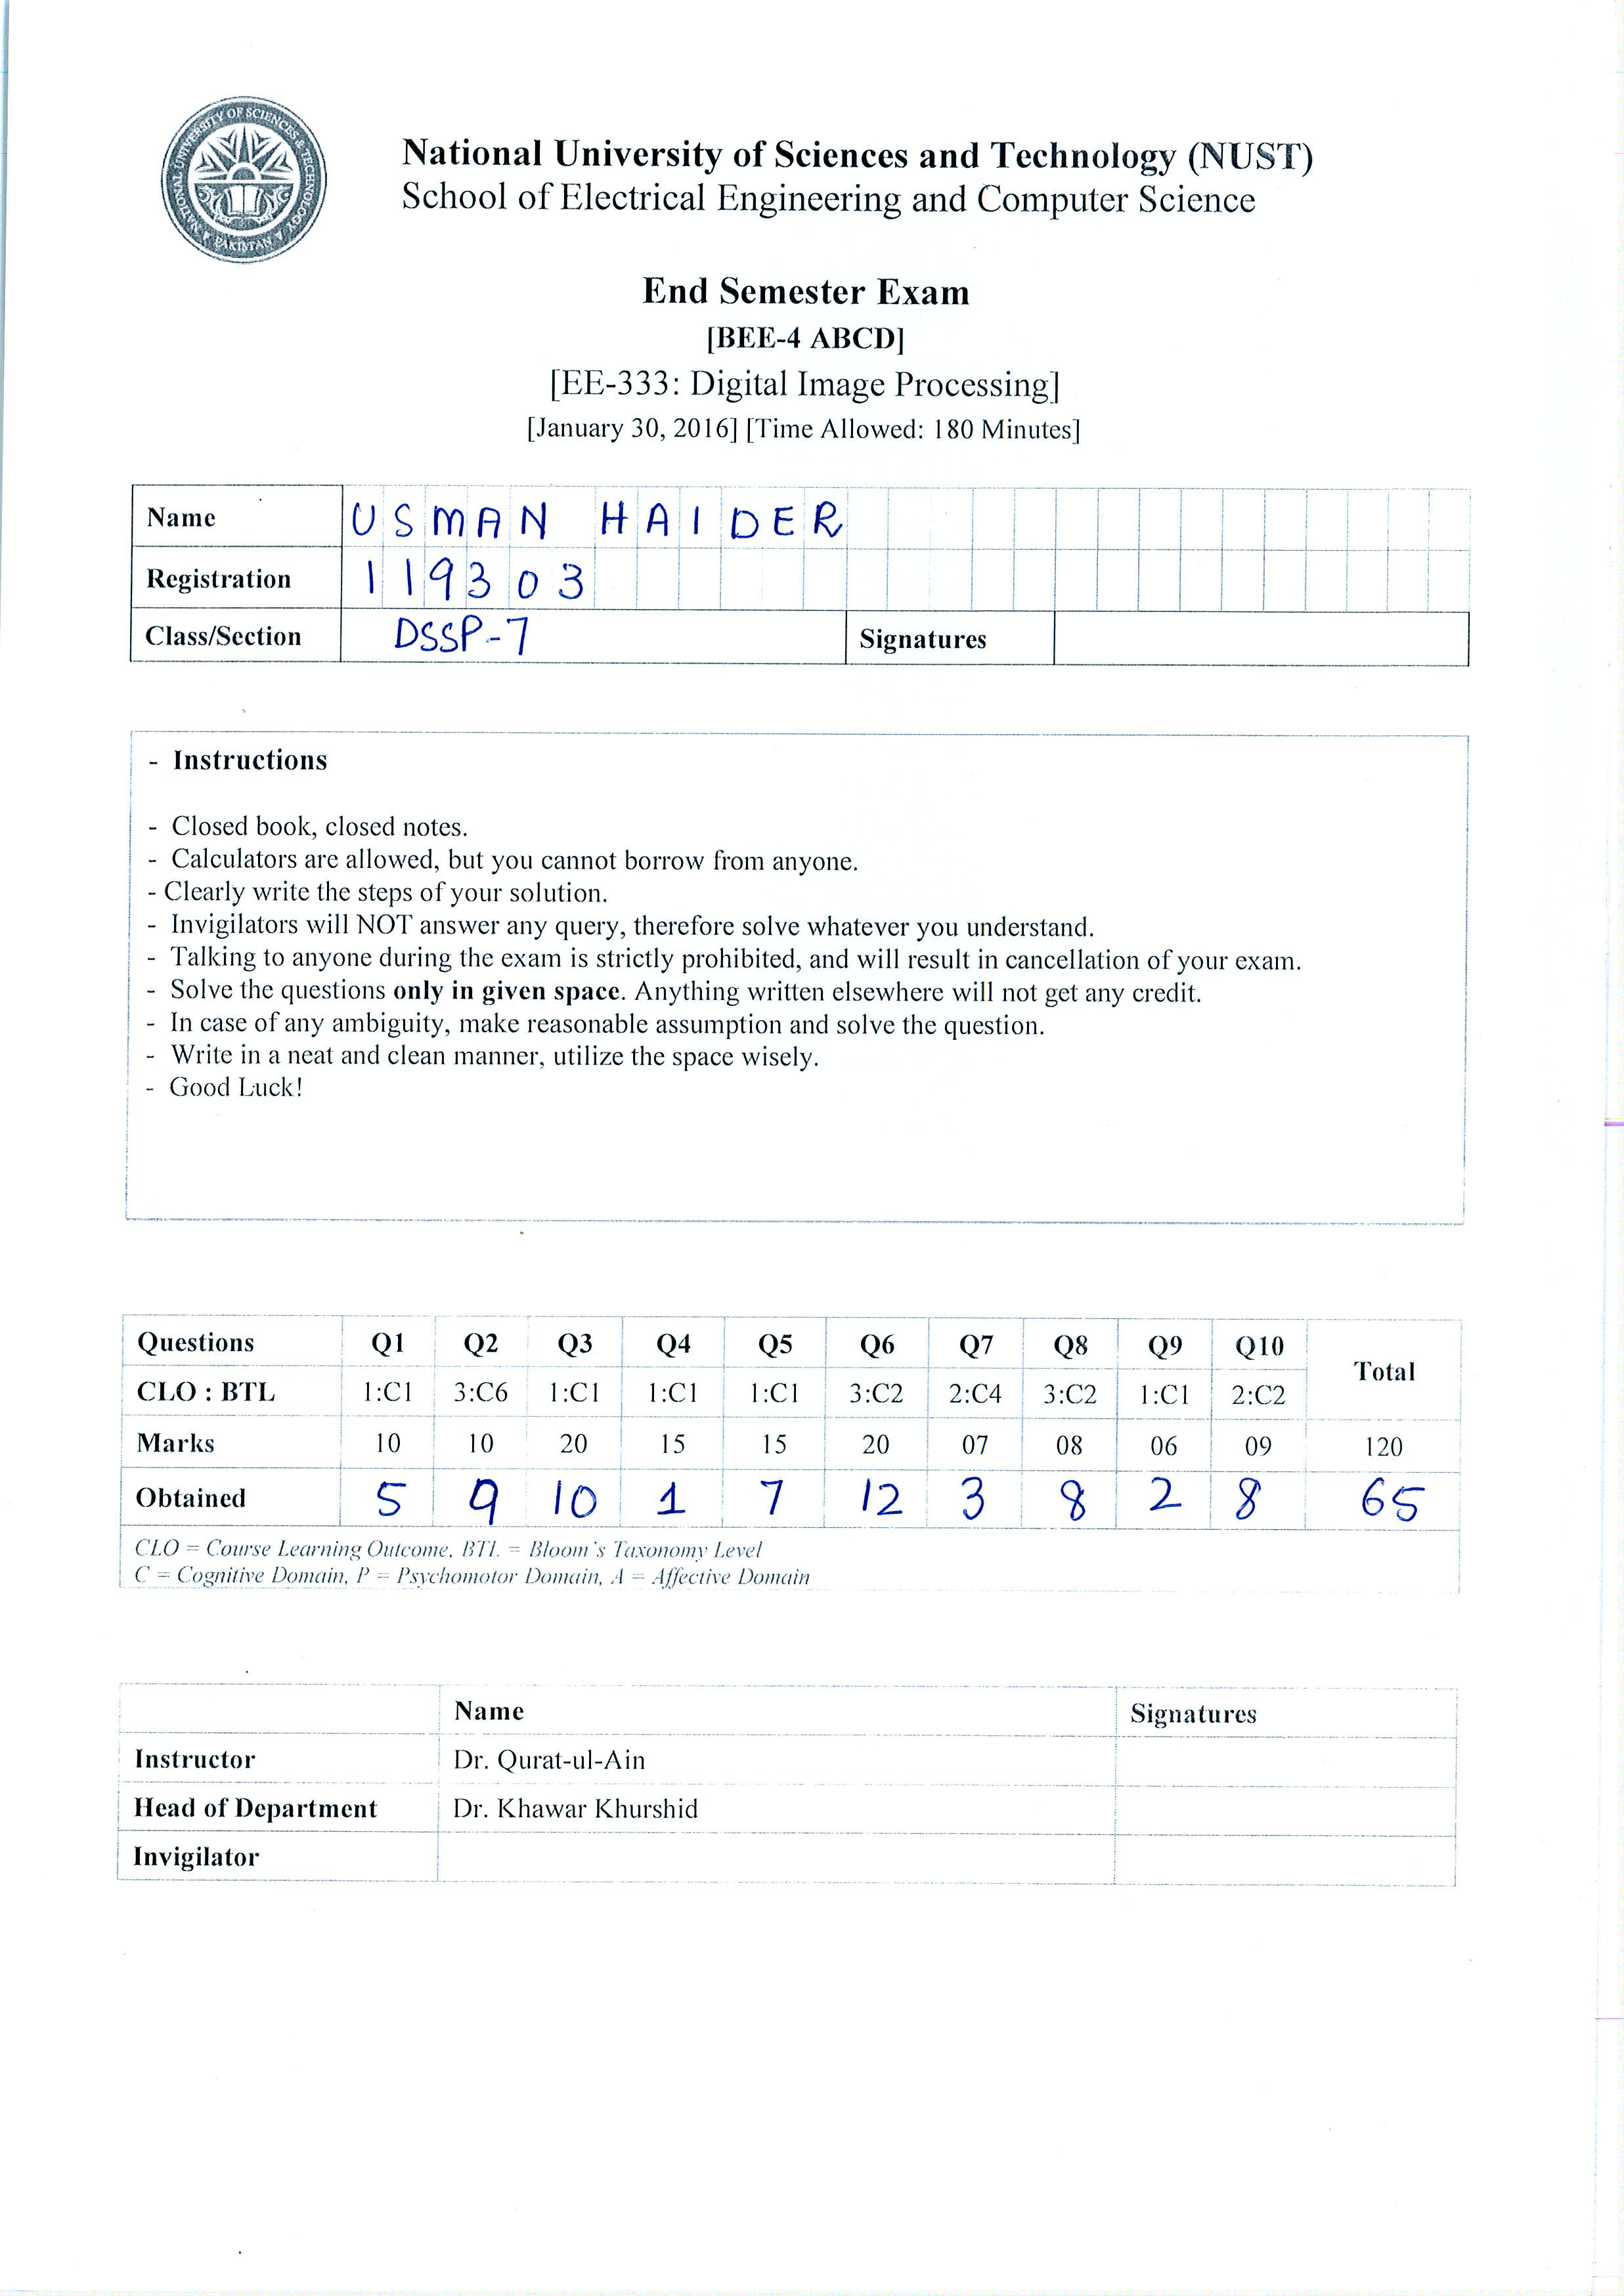 NATIONAL UNIVERSITY OF SCIENCES & TECHNOLOGY
PAKISTAN
National University of Sciences and Technology (NUST)
School of Electrical Engineering and Computer Science
End Semester Exam
[BEE-4 ABCD]
[EE-333: Digital Image Processing]
[January 30, 2016] [Time Allowed: 180 Minutes]
Name USMAN HAIDER
Registration 119303
Class/Section DSSP-7 Signatures
- Instructions
- Closed book, closed notes.
- Calculators are allowed, but you cannot borrow from anyone.
- Clearly write the steps of your solution.
- Invigilators will NOT answer any query, therefore solve whatever you understand.
- Talking to anyone during the exam is strictly prohibited, and will result in cancellation of your exam.
- Solve the questions only in given space. Anything written elsewhere will not get any credit.
- In case of any ambiguity, make reasonable assumption and solve the question.
- Write in a neat and clean manner, utilize the space wisely.
- Good Luck!
Questions Q1 Q2 Q3 Q4 Q5 Q6 Q7 Q8 Q9 Q10 Total
CLO : BTL 1:C1 3:C6 1:C1 1:C1 1:C1 3:C2 2:C4 3:C2 1:C1 2:C2
Marks 10 10 20 15 15 20 07 08 06 09 120
Obtained 5 9 10 1 7 12 3 8 2 8 65
CLO = Course Learning Outcome, BTL = Bloom's Taxonomy Level
C = Cognitive Domain, P = Psychomotor Domain, A = Affective Domain
Name Signatures
Instructor Dr. Qurat-ul-Ain
Head of Department Dr. Khawar Khurshid
Invigilator